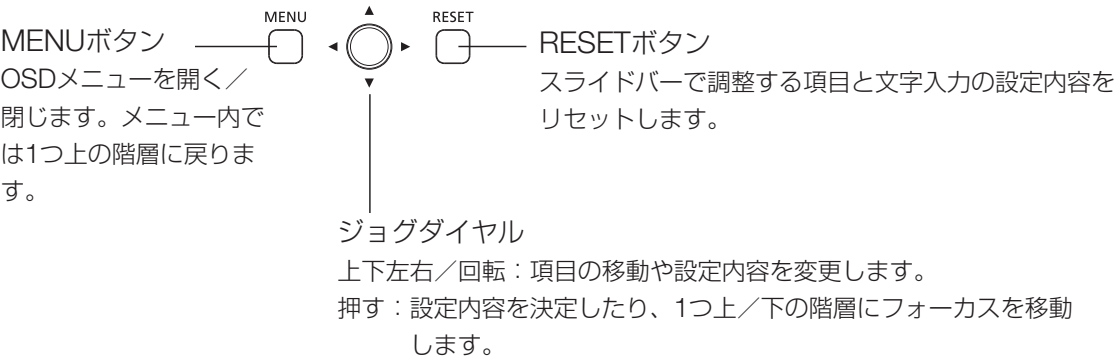 MENU
RESET
MENUボタン
OSDメニューを開く／
閉じます。メニュー内で
は1つ上の階層に戻りま
す。
RESETボタン
スライドバーで調整する項目と文字入力の設定内容を
リセットします。
ジョグダイヤル
上下左右／回転：項目の移動や設定内容を変更します。
押す：設定内容を決定したり、1つ上／下の階層にフォーカスを移動
します。